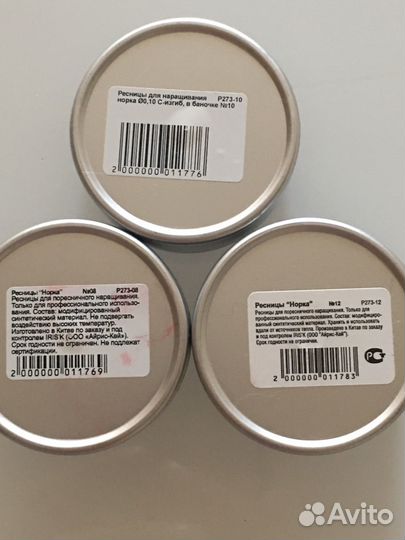 Ресницы для наращивания P273-10
норка Ø0,10 С-изгиб, в баночке №10
2 000000 011776
Ресницы "Норка" №08 P273-08
Ресницы для поресничного наращивания.
Только для профессионального использо-
вания. Состав: модифицированный
синтетический материал. Не подвергать
воздействию высоких температур.
Изготовлено в Китае по заказу и под
контролем IRIS'K (ООО «Айрис-Кей»).
Срок годности не ограничен. Не подлежат
сертификации.
2 000000 011769
Ресницы "Норка" №12 P273-12
Ресницы для поресничного наращивания. Только для
профессионального использования. Состав: модифициро-
ванный синтетический материал. Хранить и использовать
вдали от источников тепла. Произведено в Китае по заказу
и под контролем IRIS'K (ООО "Айрис-Кей").
Срок годности не ограничен.
2 000000 011783
Avito